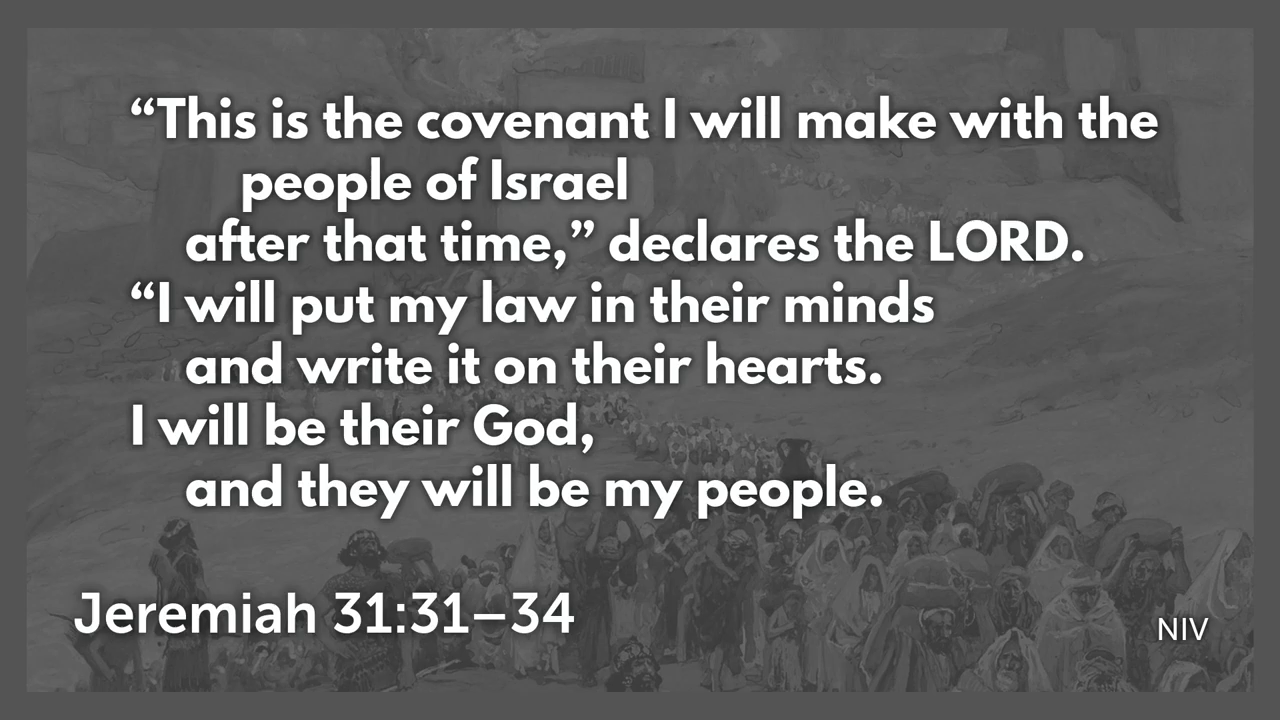 “This is the covenant I will make with the
people of Israel
after that time,” declares the LORD.
“I will put my law in their minds
and write it on their hearts.
I will be their God,
and they will be my people.
Jeremiah 31:31–34
NIV